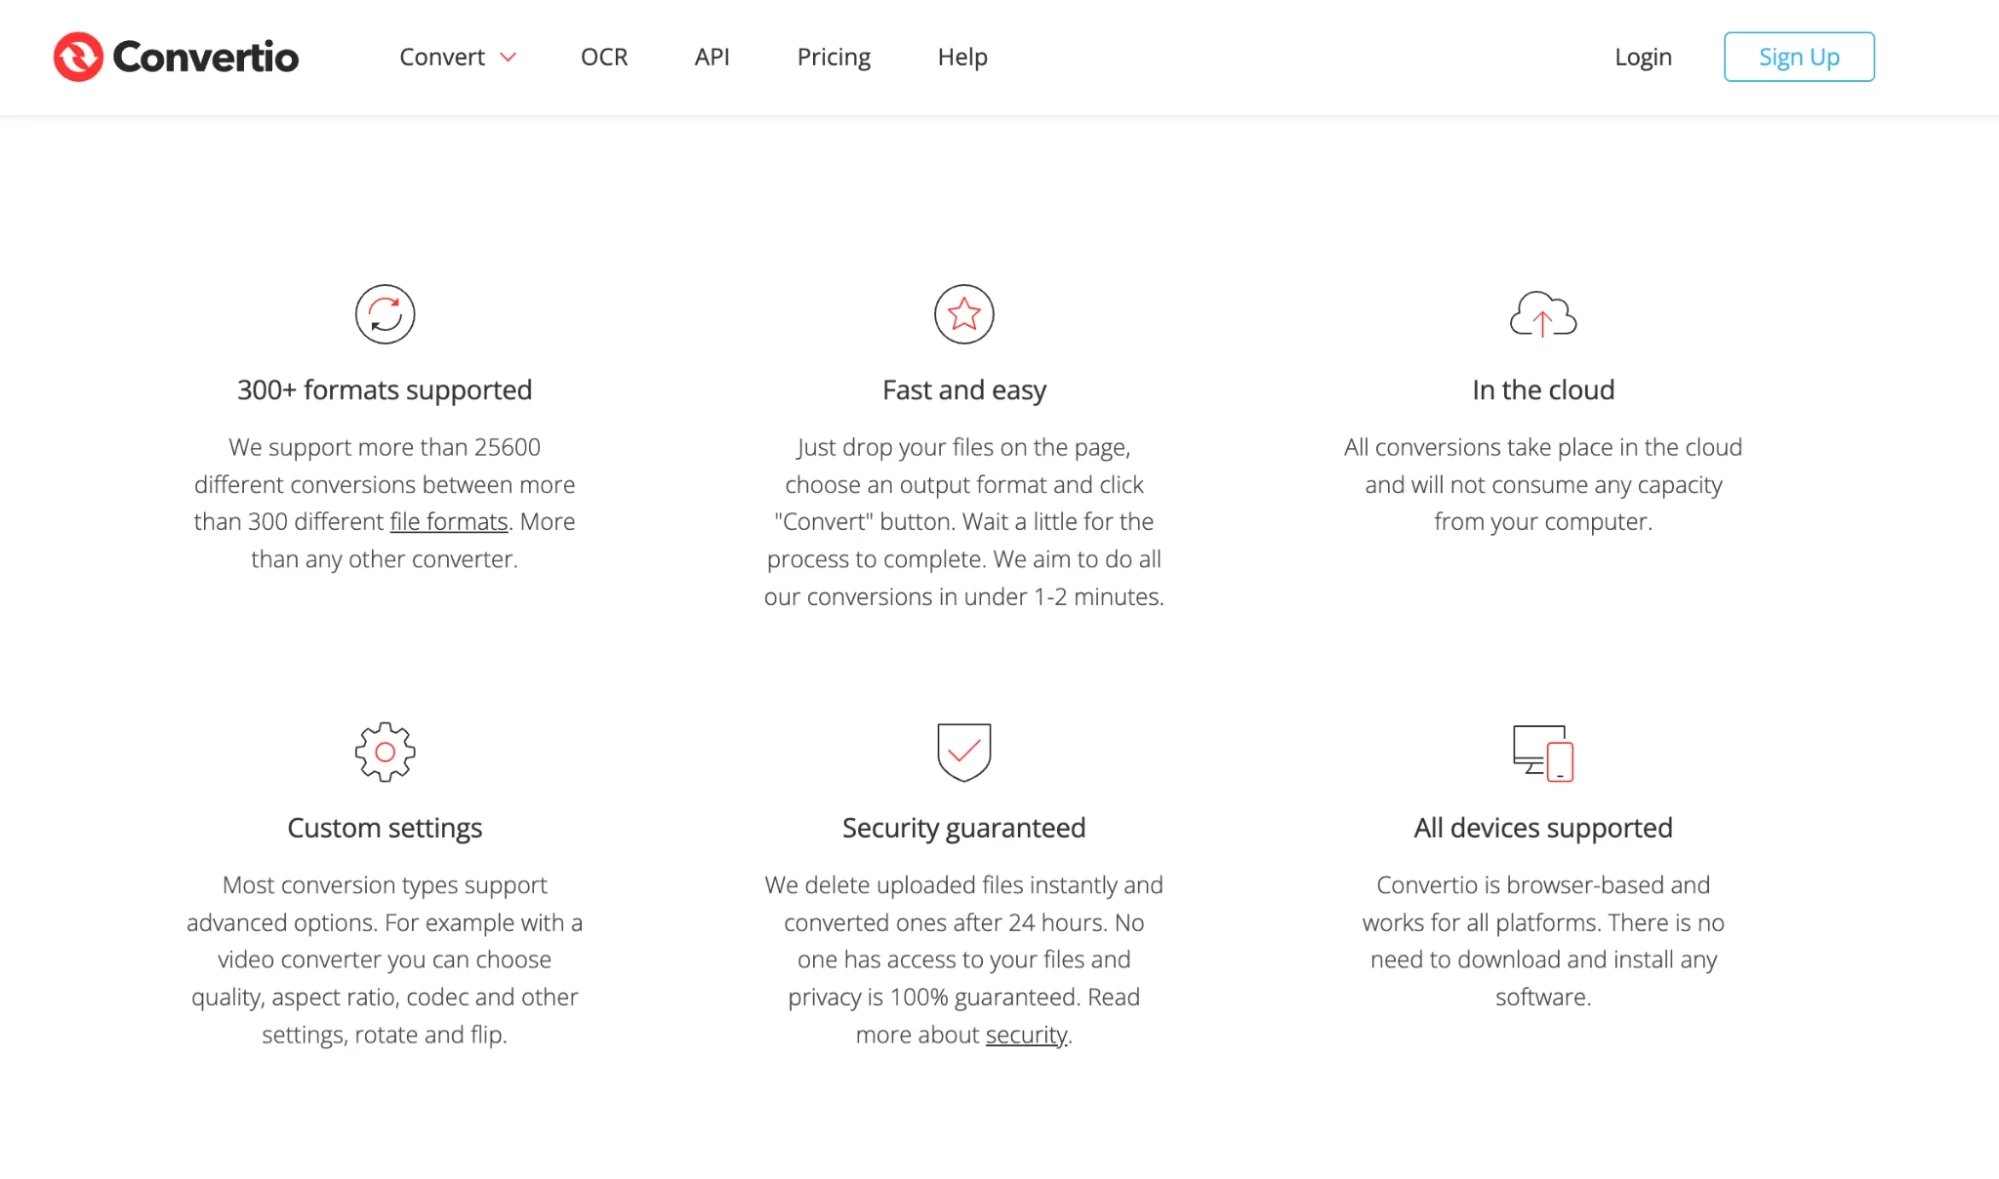 Convertio
Convert
OCR
API
Pricing
Help
Login
Sign Up
300+ formats supported
We support more than 25600
different conversions between more
than 300 different file formats. More
than any other converter.
Fast and easy
Just drop your files on the page,
choose an output format and click
"Convert" button. Wait a little for the
process to complete. We aim to do all
our conversions in under 1-2 minutes.
In the cloud
All conversions take place in the cloud
and will not consume any capacity
from your computer.
Custom settings
Most conversion types support
advanced options. For example with a
video converter you can choose
quality, aspect ratio, codec and other
settings, rotate and flip.
Security guaranteed
We delete uploaded files instantly and
converted ones after 24 hours. No
one has access to your files and
privacy is 100% guaranteed. Read
more about security.
All devices supported
Convertio is browser-based and
works for all platforms. There is no
need to download and install any
software.